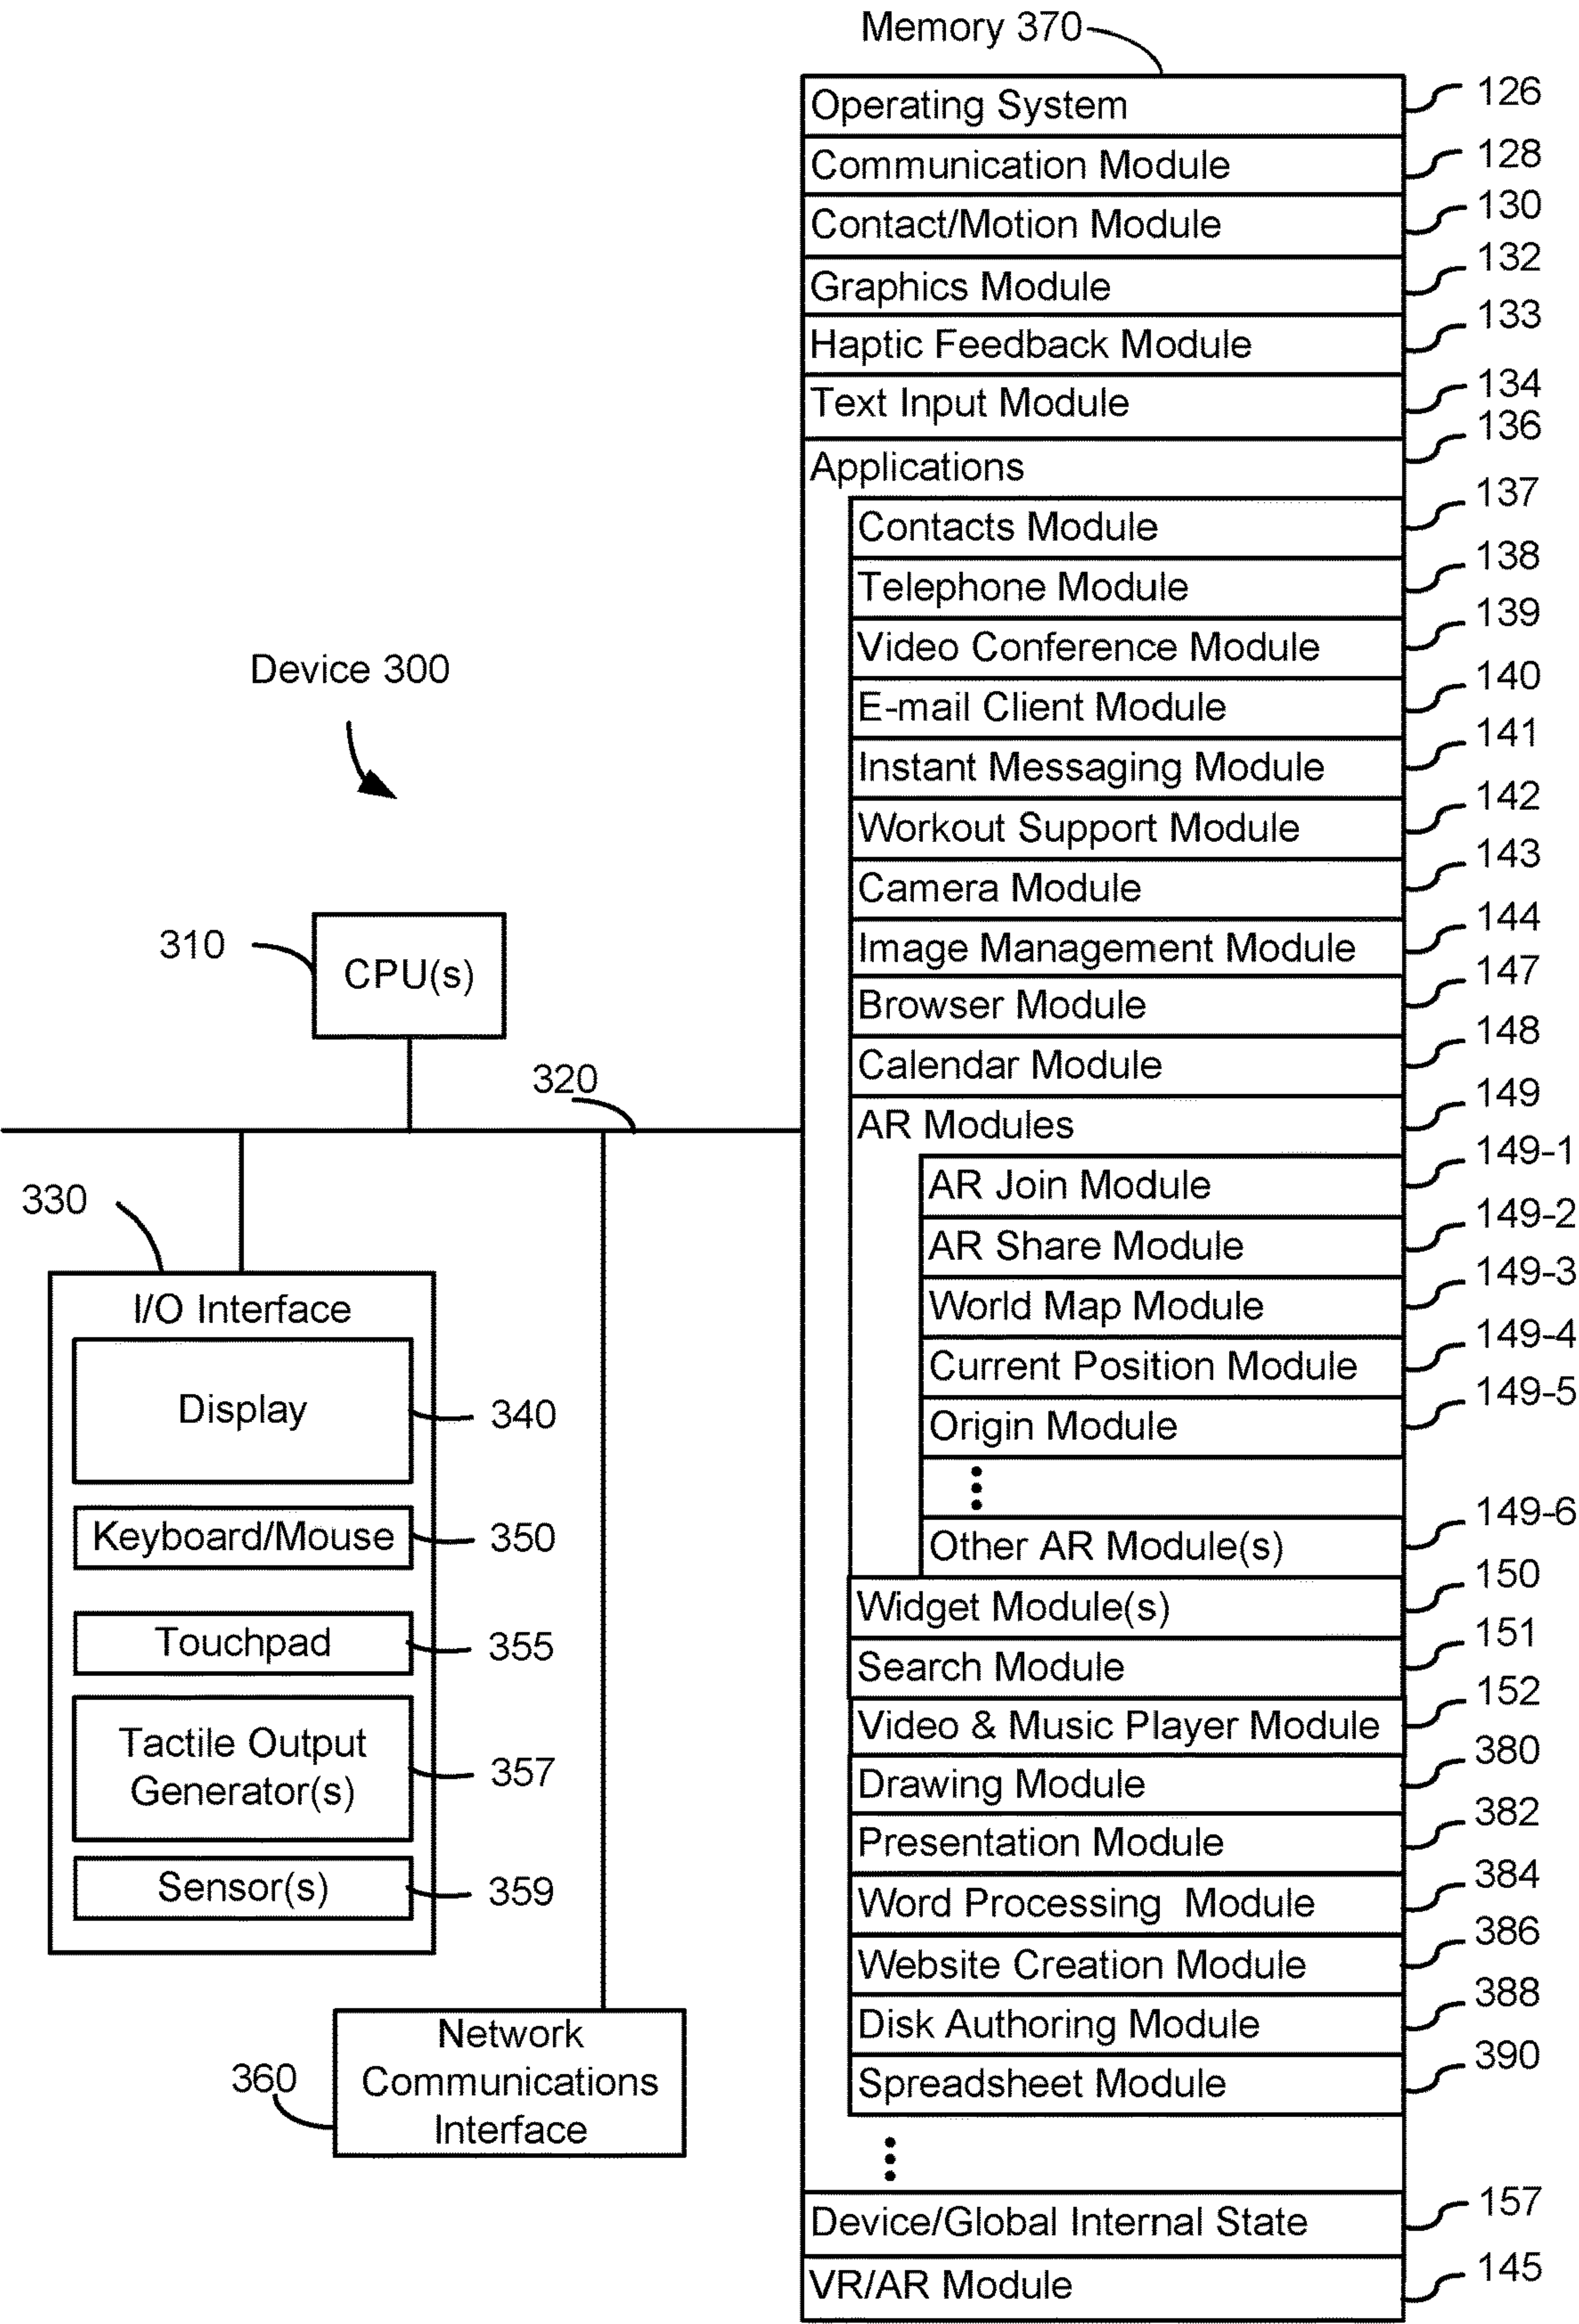 Memory 370
Operating System 126
Communication Module 128
Contact/Motion Module 130
Graphics Module 132
Haptic Feedback Module 133
Text Input Module 134
Applications 136
Contacts Module 137
Telephone Module 138
Video Conference Module 139
E-mail Client Module 140
Instant Messaging Module 141
Workout Support Module 142
Camera Module 143
Image Management Module 144
Browser Module 147
Calendar Module 148
AR Modules 149
AR Join Module 149-1
AR Share Module 149-2
World Map Module 149-3
Current Position Module 149-4
Origin Module 149-5
Other AR Module(s) 149-6
Widget Module(s) 150
Search Module 151
Video & Music Player Module 152
Drawing Module 380
Presentation Module 382
Word Processing Module 384
Website Creation Module 386
Disk Authoring Module 388
Spreadsheet Module 390
Device/Global Internal State 157
VR/AR Module 145
Device 300
310
CPU(s)
320
330
I/O Interface
Display 340
Keyboard/Mouse 350
Touchpad 355
Tactile Output
Generator(s) 357
Sensor(s) 359
360
Network
Communications
Interface